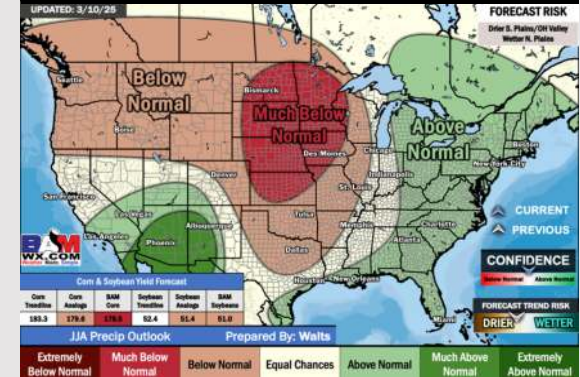 UPDATED: 3/10/25
FORECAST RISK
Drier S. Plains/OH Valley
Wetter N. Plains
Seattle
Below
Normal
Bismarck
Much Below
Normal
Above
Normal
Boise
Des Moines
Chicago
Boston
New York City
Denver
Indianapolis
St. Louis
San Francisco
Las Vegas
Tulsa
Memphis
Charlotte
CURRENT
PREVIOUS
Los Angeles
Albuquerque
Phoenix
Dallas
Atlanta
BAM
WX.COM
CONFIDENCE
Below Normal Above Normal
Houston
New Orleans
Miami
Corn & Soybean Yield Forecast
Corn Trendline Corn Analogs BAM Corn Soybean Trendline Soybean Analogs BAM Soybeans
183.3 179.6 52.4 51.4 51.0
FORECAST TREND RISK
DRIER WETTER
JJA Precip Outlook Prepared By: Walts
Extremely Below Normal Much Below Normal Below Normal Equal Chances Above Normal Much Above Normal Extremely Above Normal